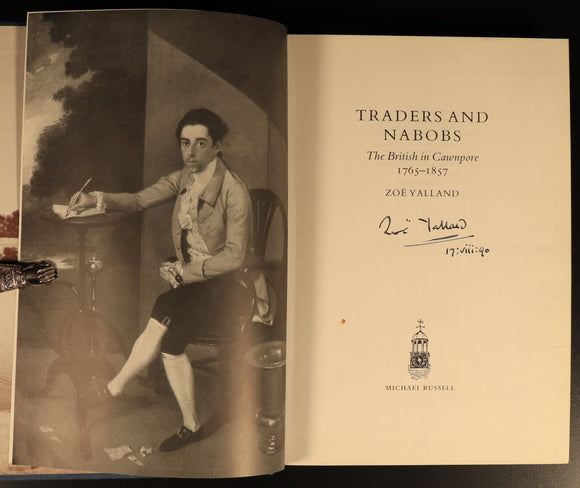 TRADERS AND
NABOBS
The British in Cawnpore
1765–1857
ZOË YALLAND
Zoë Yalland
17:viii:90
MICHAEL RUSSELL